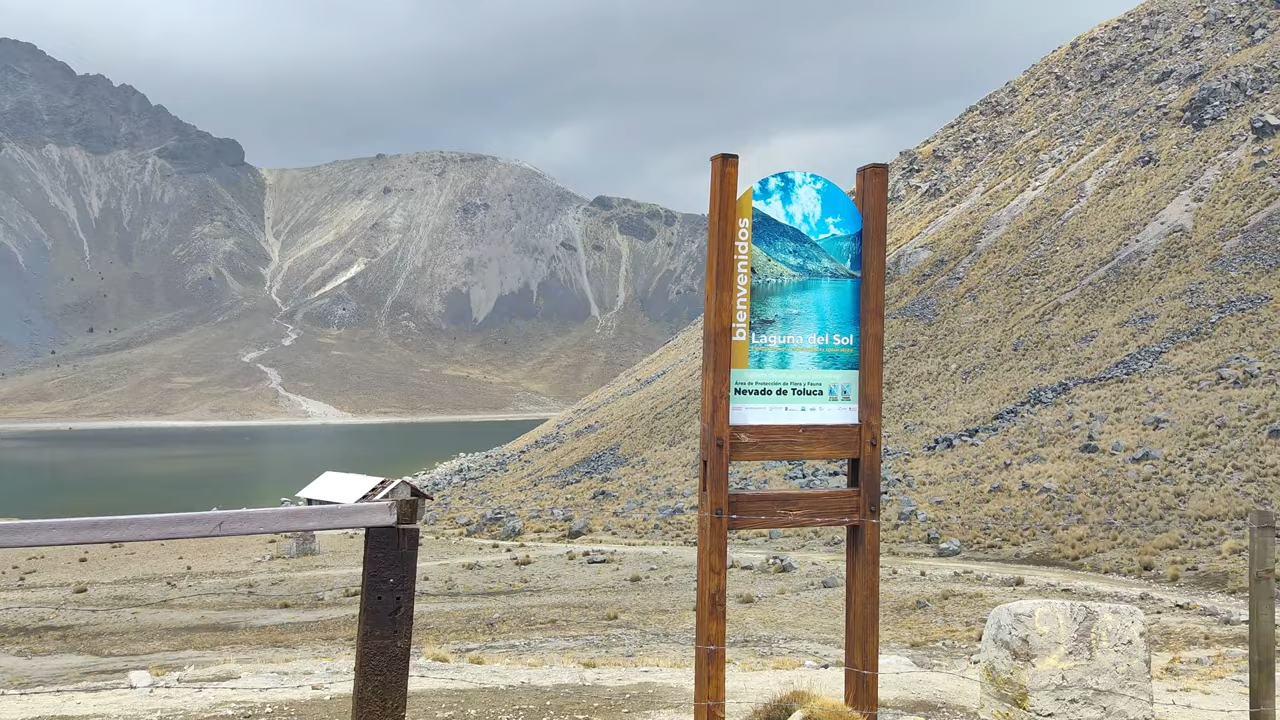 bienvenidos
Laguna del Sol
Área de Protección de Flora y Fauna
Nevado de Toluca